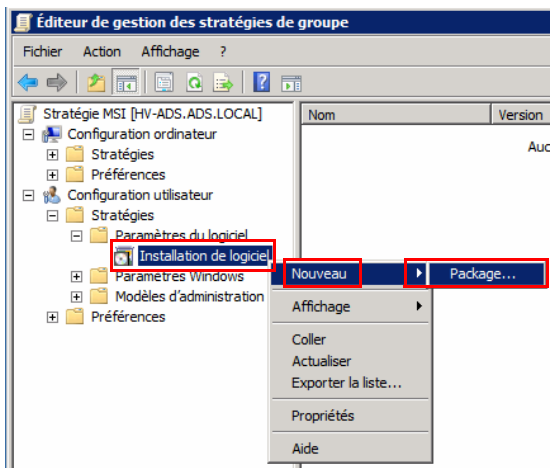 Éditeur de gestion des stratégies de groupe
Fichier Action Affichage ?
Stratégie MSI [HV-ADS.ADS.LOCAL]
Nom Version
Configuration ordinateur
Auc
Stratégies
Préférences
Configuration utilisateur
Stratégies
Paramètres du logiciel
Installation de logiciel
Nouveau Package...
Paramètres Windows
Modèles d'administration
Affichage
Préférences
Coller
Actualiser
Exporter la liste...
Propriétés
Aide